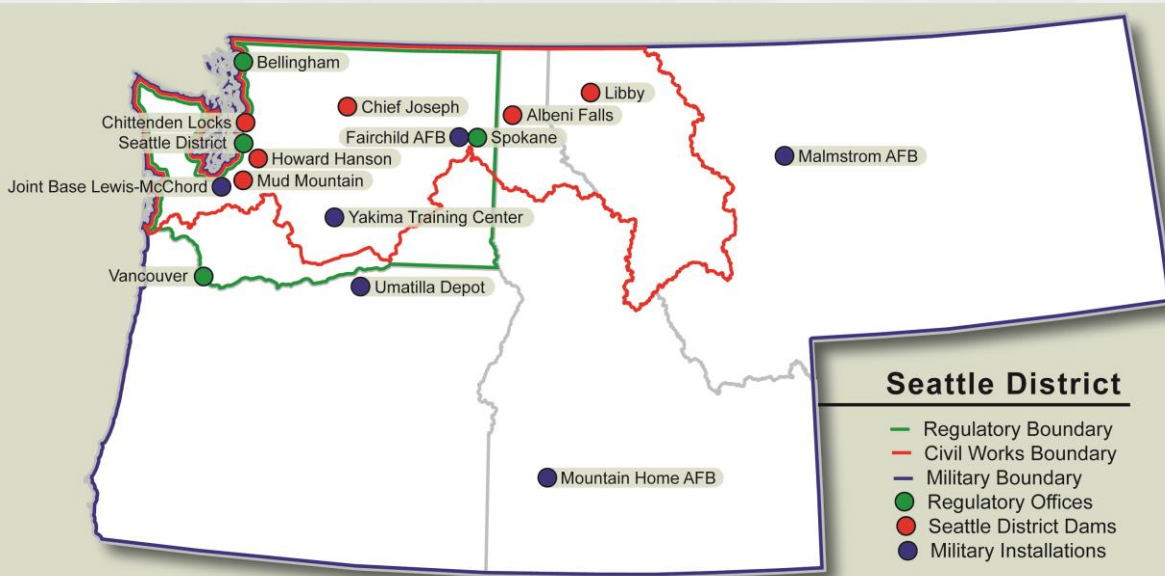 Bellingham
Chief Joseph
Libby
Albeni Falls
Chittenden Locks
Fairchild AFB
Spokane
Seattle District
Howard Hanson
Malmstrom AFB
Mud Mountain
Joint Base Lewis-McChord
Yakima Training Center
Vancouver
Umatilla Depot
Mountain Home AFB
Seattle District
Regulatory Boundary
Civil Works Boundary
Military Boundary
Regulatory Offices
Seattle District Dams
Military Installations